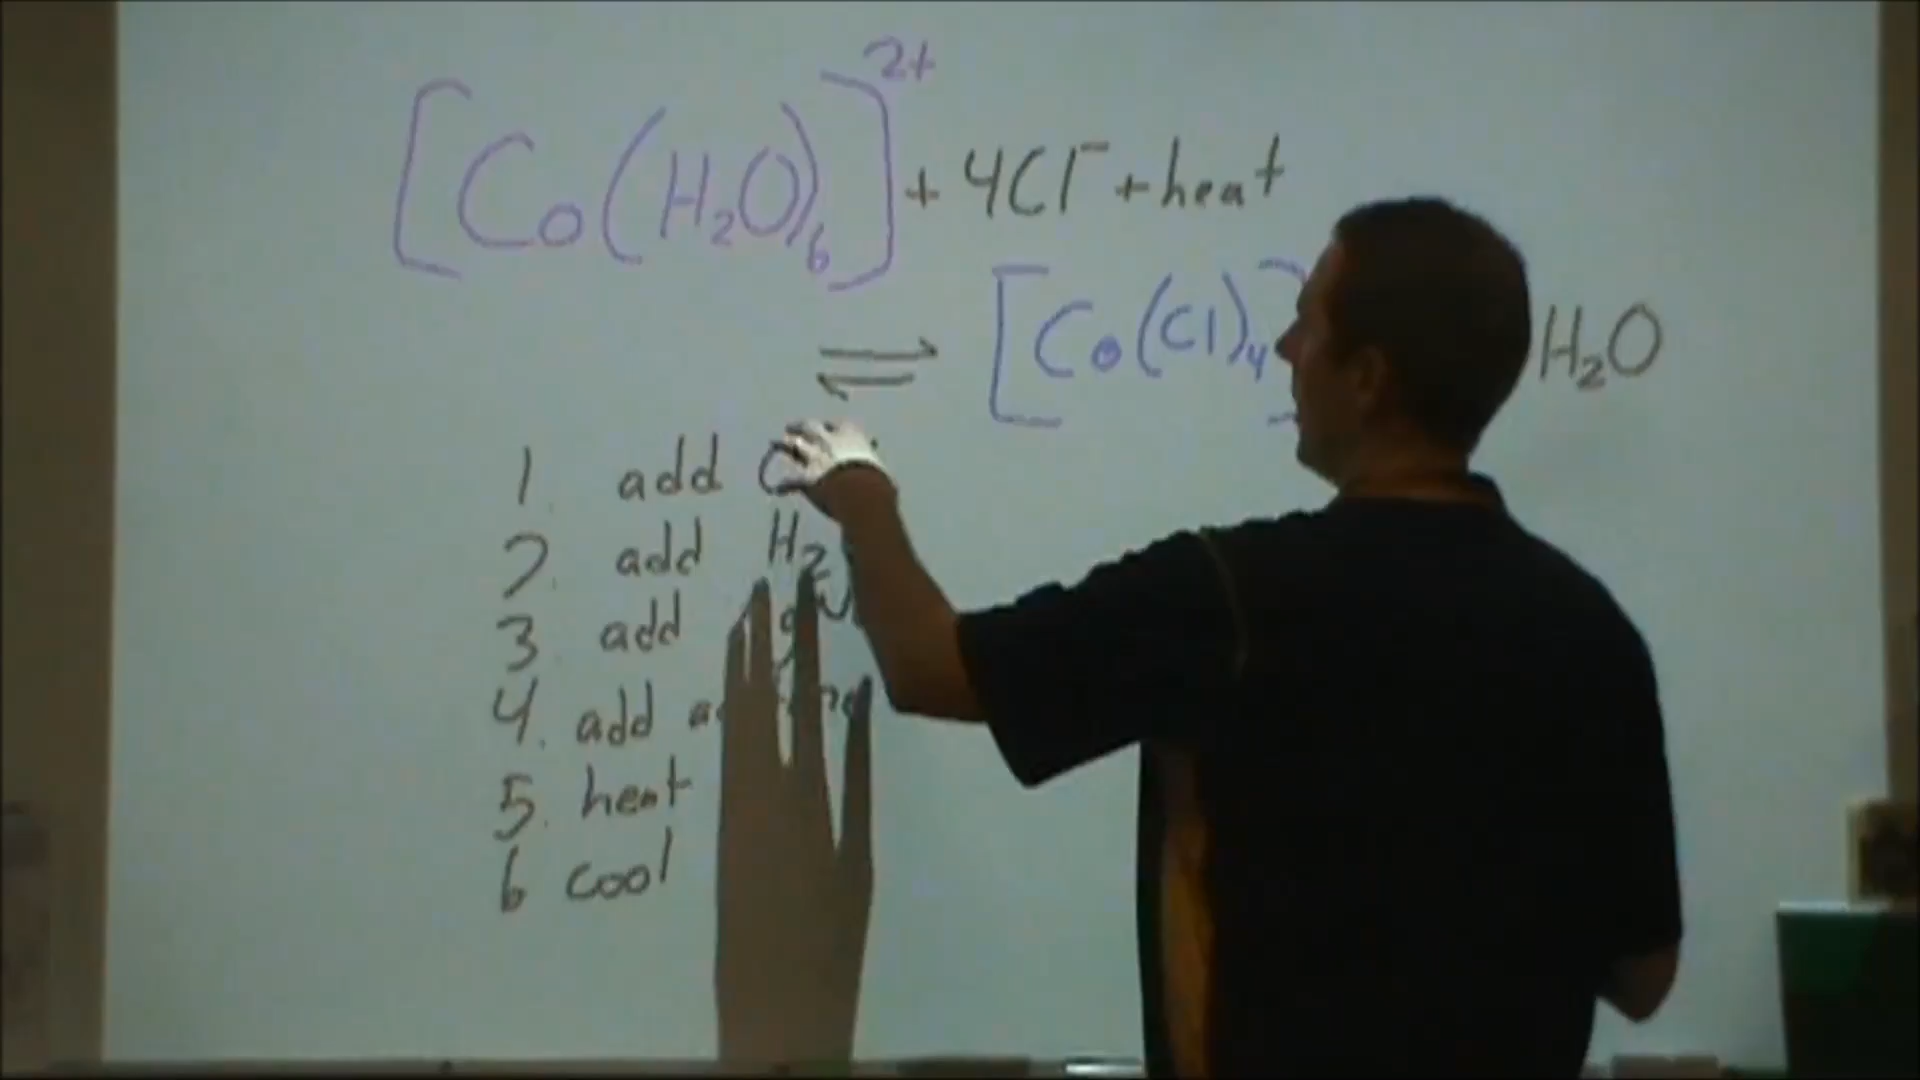 [Co(H₂O)₆]²⁺ + 4Cl⁻ + heat
⇌ [Co(Cl)₄] H₂O
1. add
2. add H₂
3. add
4. add
5. heat
6 cool